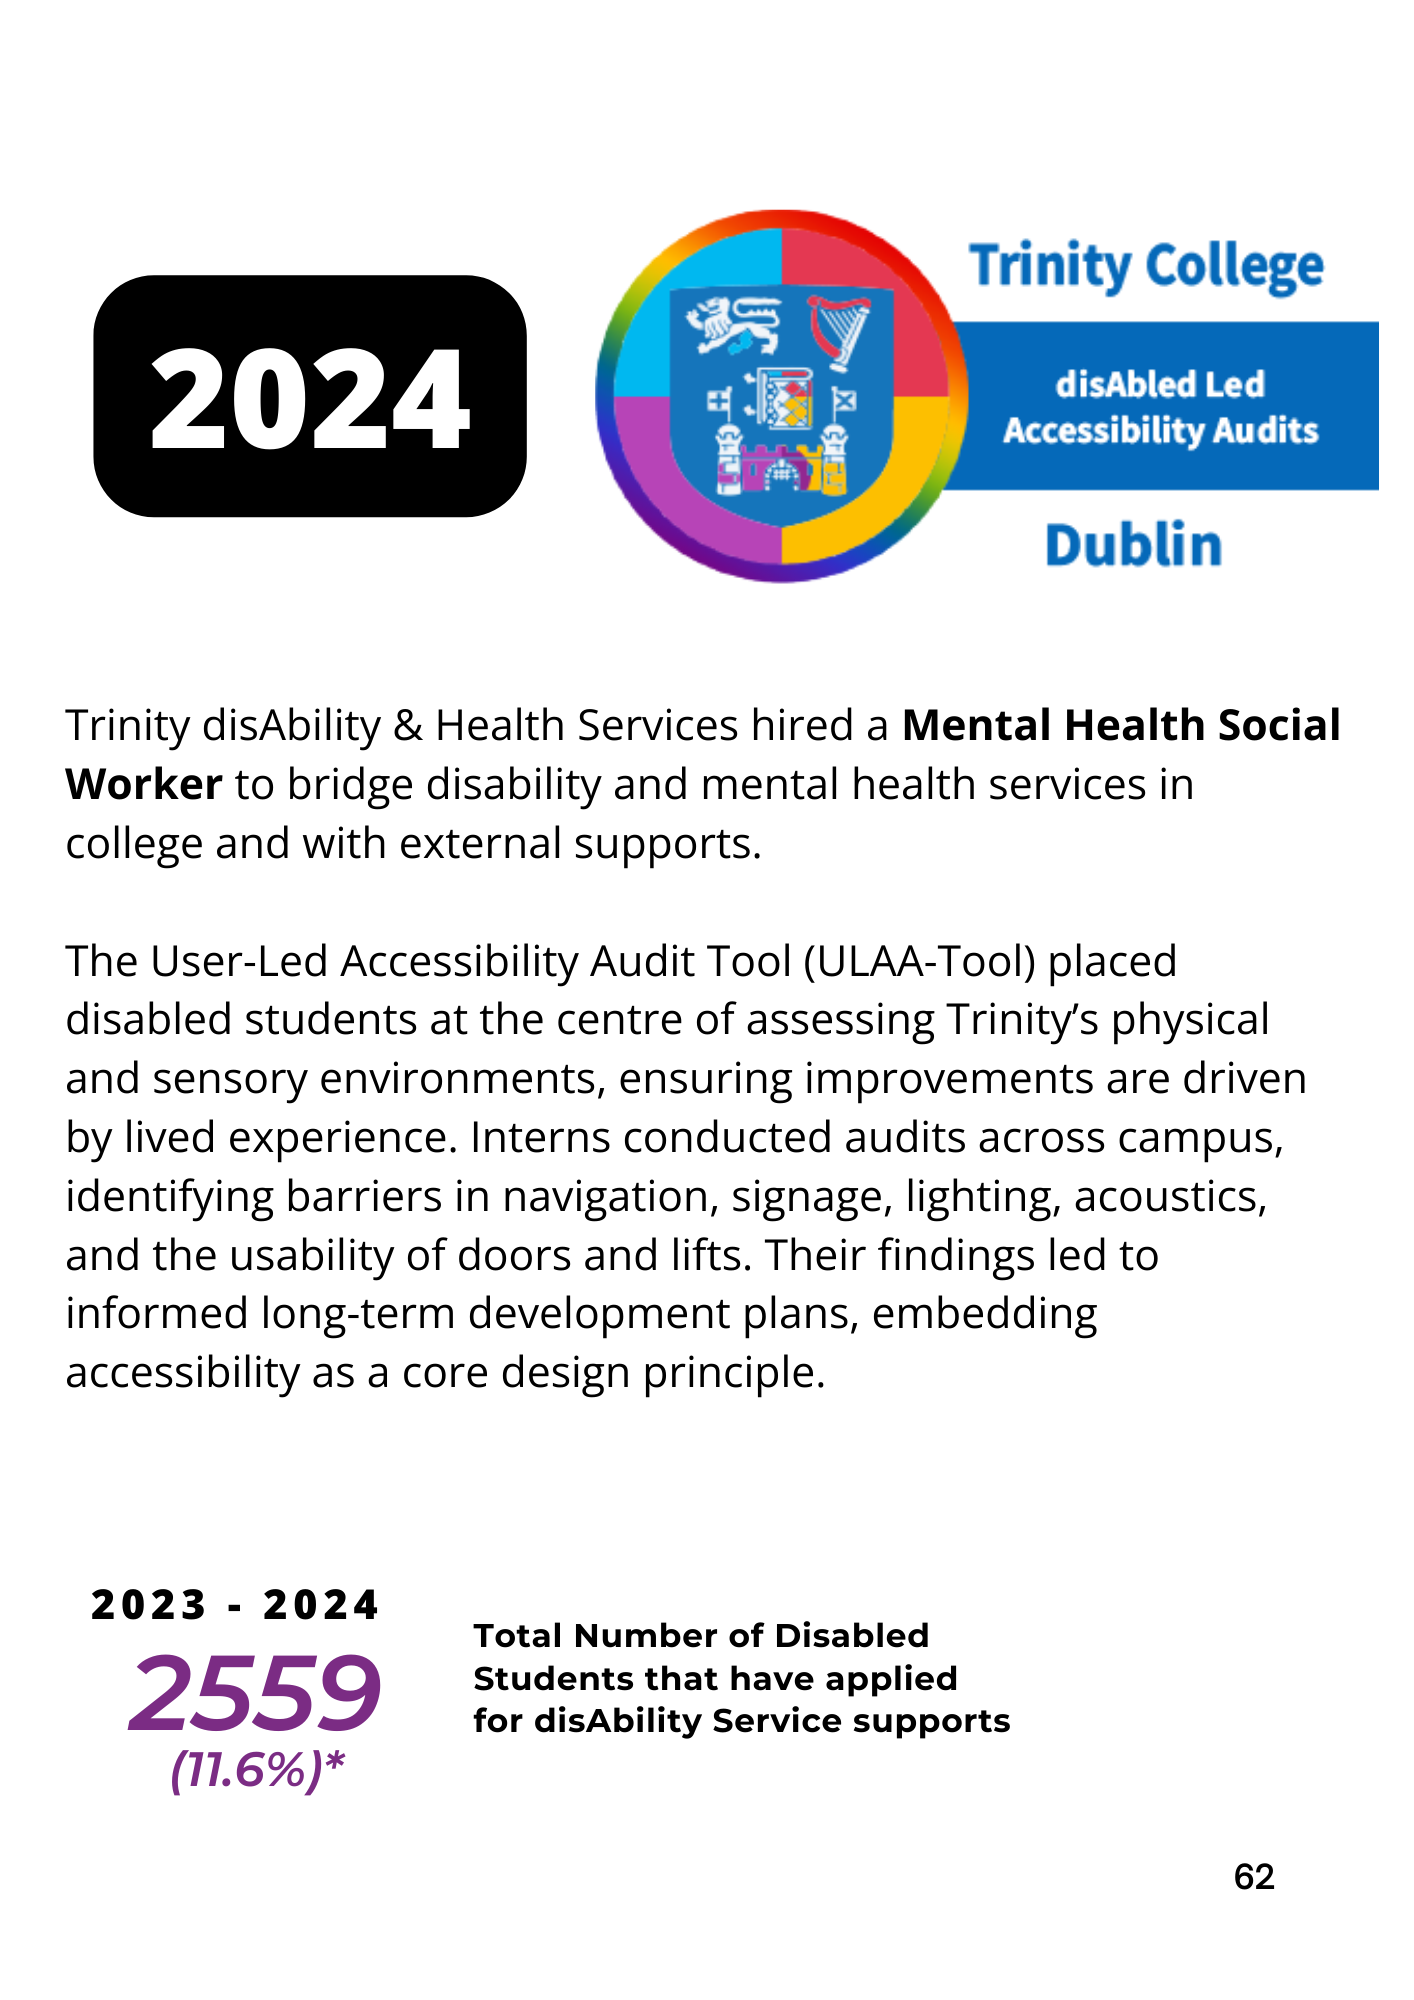 2024
Trinity College
disAbled Led
Accessibility Audits
Dublin
Trinity disAbility & Health Services hired a Mental Health Social
Worker to bridge disability and mental health services in
college and with external supports.
The User-Led Accessibility Audit Tool (ULAA-Tool) placed
disabled students at the centre of assessing Trinity’s physical
and sensory environments, ensuring improvements are driven
by lived experience. Interns conducted audits across campus,
identifying barriers in navigation, signage, lighting, acoustics,
and the usability of doors and lifts. Their findings led to
informed long-term development plans, embedding
accessibility as a core design principle.
2023 - 2024
2559
(11.6%)*
Total Number of Disabled
Students that have applied
for disAbility Service supports
62